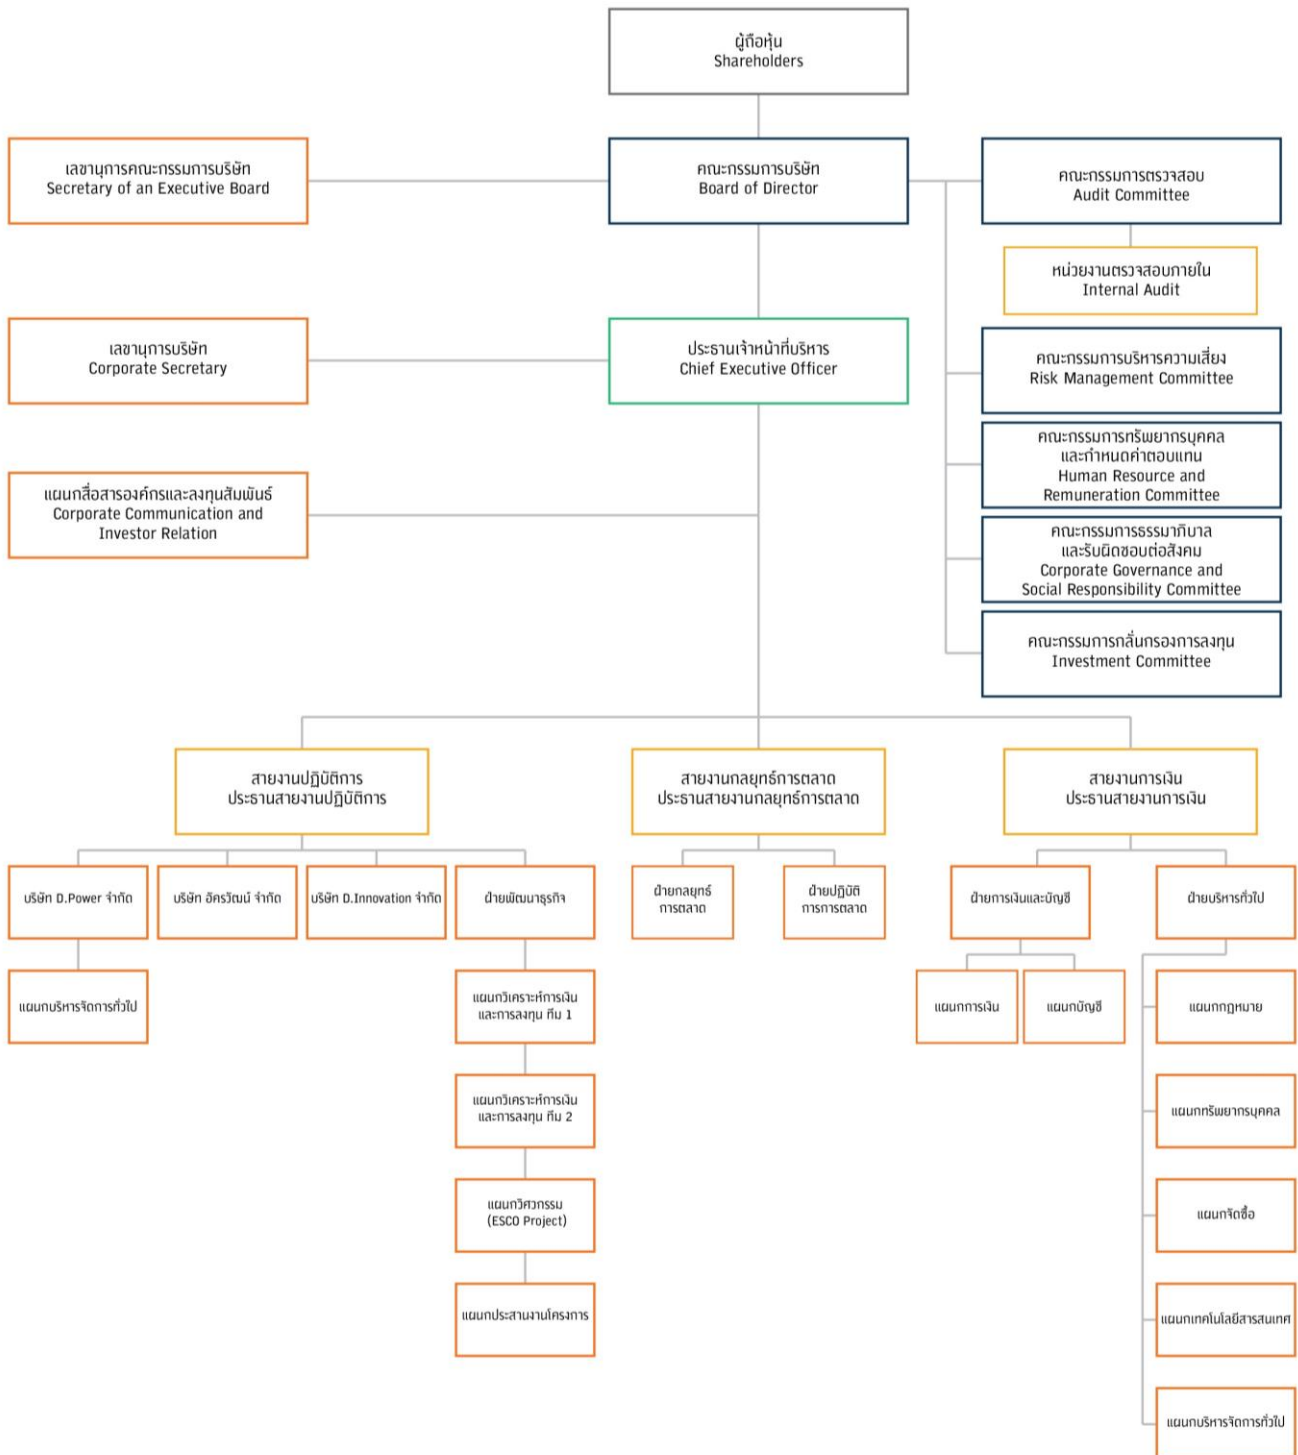 ผู้ถือหุ้น
Shareholders
เลขานุการคณะกรรมการบริษัท
Secretary of an Executive Board
คณะกรรมการบริษัท
Board of Director
คณะกรรมการตรวจสอบ
Audit Committee
หน่วยงานตรวจสอบภายใน
Internal Audit
เลขานุการบริษัท
Corporate Secretary
ประธานเจ้าหน้าที่บริหาร
Chief Executive Officer
คณะกรรมการบริหารความเสี่ยง
Risk Management Committee
คณะกรรมการทรัพยากรบุคคล
และกำหนดค่าตอบแทน
Human Resource and
Remuneration Committee
แผนกสื่อสารองค์กรและลงทุนสัมพันธ์
Corporate Communication and
Investor Relation
คณะกรรมการธรรมาภิบาล
และรับผิดชอบต่อสังคม
Corporate Governance and
Social Responsibility Committee
คณะกรรมการกลั่นกรองการลงทุน
Investment Committee
สายงานปฏิบัติการ
ประธานสายงานปฏิบัติการ
สายงานกลยุทธ์การตลาด
ประธานสายงานกลยุทธ์การตลาด
สายงานการเงิน
ประธานสายงานการเงิน
บริษัท D.Power จำกัด
บริษัท อัครวัฒน์ จำกัด
บริษัท D.Innovation จำกัด
ฝ่ายพัฒนาธุรกิจ
ฝ่ายกลยุทธ์
การตลาด
ฝ่ายปฏิบัติ
การการตลาด
ฝ่ายการเงินและบัญชี
ฝ่ายบริหารทั่วไป
แผนกบริหารจัดการทั่วไป
แผนกวิเคราะห์การเงิน
และการลงทุน ทีม 1
แผนกการเงิน
แผนกบัญชี
แผนกกฎหมาย
แผนกวิเคราะห์การเงิน
และการลงทุน ทีม 2
แผนกทรัพยากรบุคคล
แผนกวิศวกรรม
(ESCO Project)
แผนกจัดซื้อ
แผนกประสานงานโครงการ
แผนกเทคโนโลยีสารสนเทศ
แผนกบริหารจัดการทั่วไป